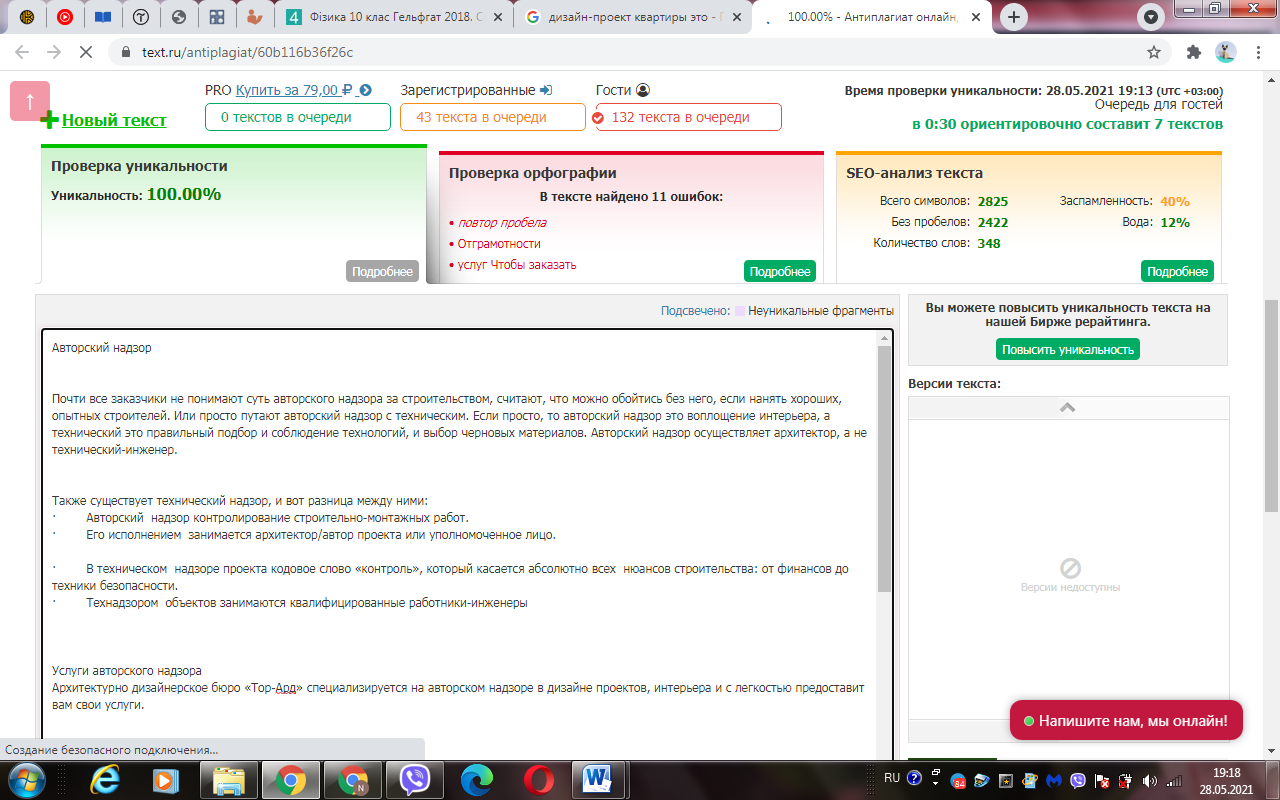 Фізика 10 клас Гельфгат 2018. С
дизайн-проект квартиры это - П
100.00% - Антиплагиат онлайн,
text.ru/antiplagiat/60b116b36f26c
PRO Купить за 79,00 ₽
Зарегистрированные
Гости
0 текстов в очереди
43 текста в очереди
132 текста в очереди
Время проверки уникальности: 28.05.2021 19:13 (UTC +03:00)
Очередь для гостей
в 0:30 ориентировочно составит 7 текстов
↑
Новый текст
Проверка уникальности
Уникальность: 100.00%
Подробнее
Проверка орфографии
В тексте найдено 11 ошибок:
• повтор пробела
• Отграмотности
• услуг Чтобы заказать
Подробнее
SEO-анализ текста
Всего символов: 2825
Без пробелов: 2422
Количество слов: 348
Заспамленность: 40%
Вода: 12%
Подробнее
Подсвечено: Неуникальные фрагменты
Авторский надзор
Почти все заказчики не понимают суть авторского надзора за строительством, считают, что можно обойтись без него, если нанять хороших,
опытных строителей. Или просто путают авторский надзор с техническим. Если просто, то авторский надзор это воплощение интерьера, а
технический это правильный подбор и соблюдение технологий, и выбор черновых материалов. Авторский надзор осуществляет архитектор, а не
технический-инженер.
Также существует технический надзор, и вот разница между ними:
· Авторский надзор контролирование строительно-монтажных работ.
· Его исполнением занимается архитектор/автор проекта или уполномоченное лицо.
· В техническом надзоре проекта кодовое слово «контроль», который касается абсолютно всех нюансов строительства: от финансов до
техники безопасности.
· Технадзором объектов занимаются квалифицированные работники-инженеры
Услуги авторского надзора
Архитектурно дизайнерское бюро «Тор-Ард» специализируется на авторском надзоре в дизайне проектов, интерьера и с легкостью предоставит
вам свои услуги.
Вы можете повысить уникальность текста на
нашей Бирже рерайтинга.
Повысить уникальность
Версии текста:
Версии недоступны
Напишите нам, мы онлайн!
Создание безопасного подключения...
RU
84
19:18
28.05.2021